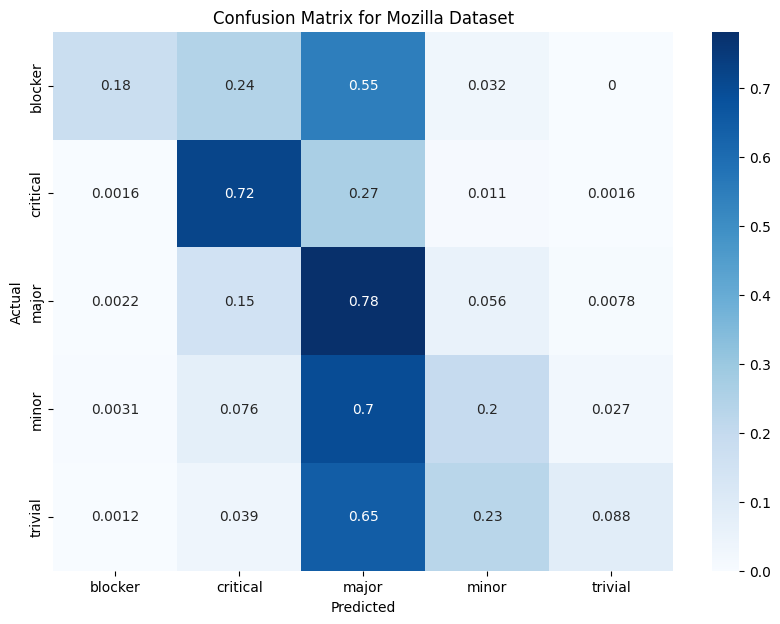 Confusion Matrix for Mozilla Dataset
blocker 0.18 0.24 0.55 0.032 0
critical 0.0016 0.72 0.27 0.011 0.0016
major 0.0022 0.15 0.78 0.056 0.0078
minor 0.0031 0.076 0.7 0.2 0.027
trivial 0.0012 0.039 0.65 0.23 0.088
Actual
blocker critical major minor trivial
Predicted
0.7
0.6
0.5
0.4
0.3
0.2
0.1
0.0